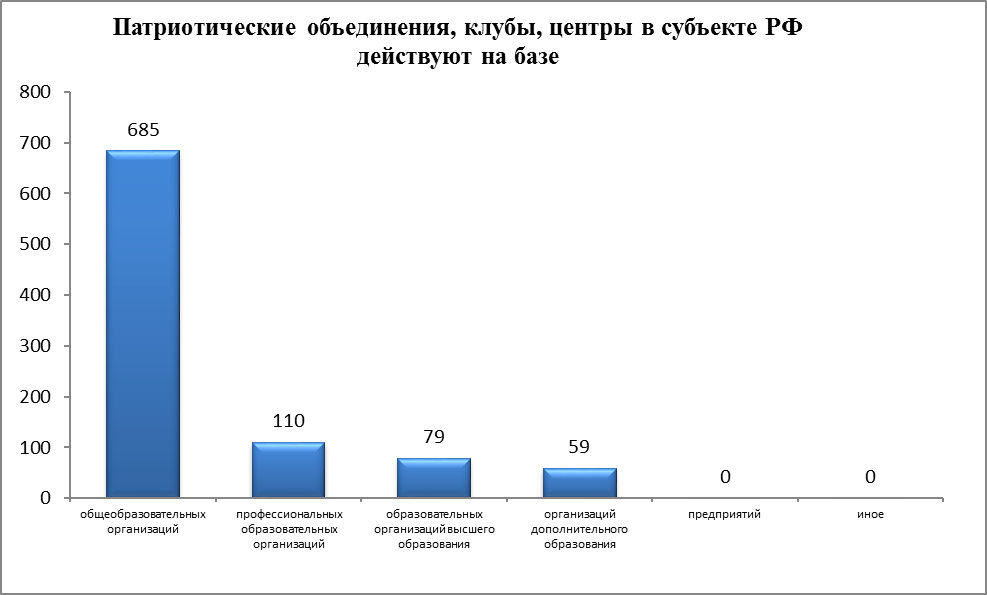 Патриотические объединения, клубы, центры в субъекте РФ
действуют на базе
800
700
600
500
400
300
200
100
0
685
110
79
59
0
0
общеобразовательных
организаций
профессиональных
образовательных
организаций
образовательных
организаций высшего
образования
организаций
дополнительного
образования
предприятий
иное